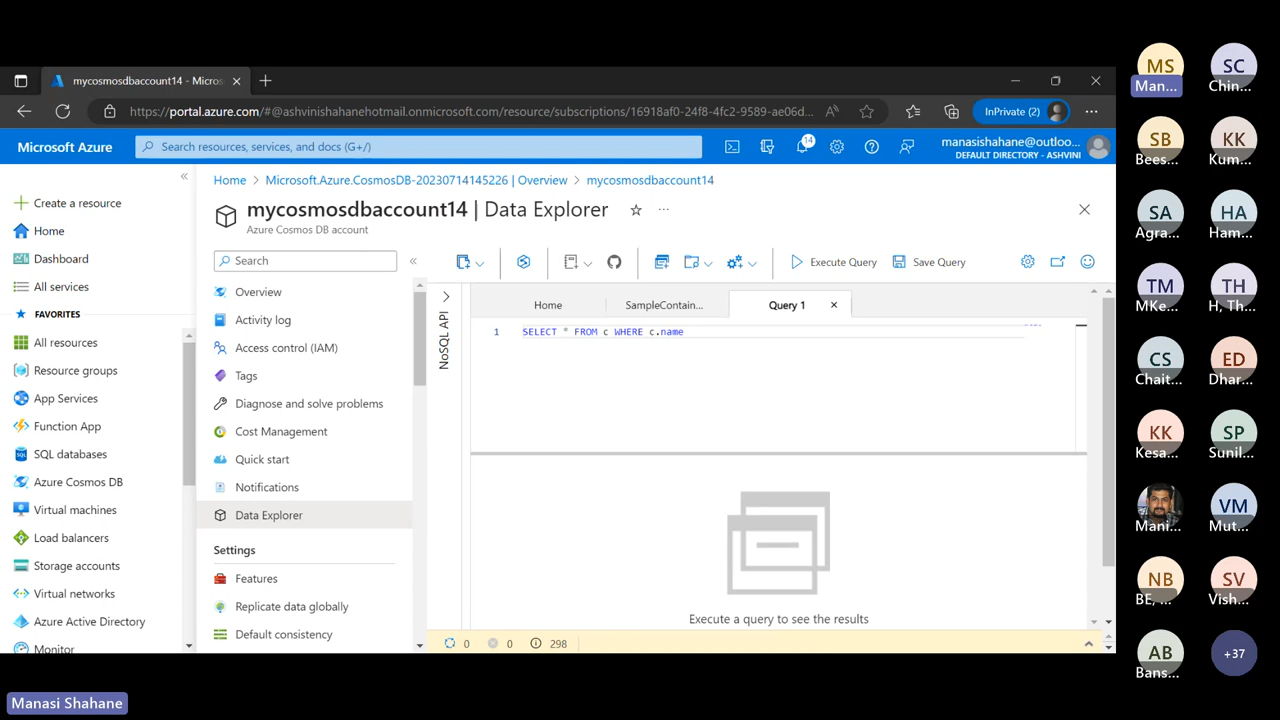 mycosmosdbaccount14 - Micros
https://portal.azure.com/#@ashvinishahanehotmail.onmicrosoft.com/resource/subscriptions/16918af0-24f8-4fc2-9589-ae06d...
InPrivate (2)
Microsoft Azure
Search resources, services, and docs (G+/)
14
manasishahane@outloo...
DEFAULT DIRECTORY - ASHVINI
Create a resource
Home
Dashboard
All services
FAVORITES
All resources
Resource groups
App Services
Function App
SQL databases
Azure Cosmos DB
Virtual machines
Load balancers
Storage accounts
Virtual networks
Azure Active Directory
Monitor
Home > Microsoft.Azure.CosmosDB-20230714145226 | Overview > mycosmosdbaccount14
mycosmosdbaccount14 | Data Explorer
Azure Cosmos DB account
Search
Overview
Activity log
Access control (IAM)
Tags
Diagnose and solve problems
Cost Management
Quick start
Notifications
Data Explorer
Settings
Features
Replicate data globally
Default consistency
Execute Query
Save Query
NoSQL API
Home
SampleContain...
Query 1
1 SELECT * FROM c WHERE c.name
Execute a query to see the results
0 0 298
MS
Man...
SC
Chin...
SB
Bees...
KK
Kum...
SA
Agra...
HA
Ham...
TM
MKe...
TH
H, Th...
CS
Chait...
ED
Dhar...
KK
Kesa...
SP
Sunil...
Mani...
VM
Mut...
NB
BE, ...
SV
Vish...
AB
Bans...
+37
Manasi Shahane